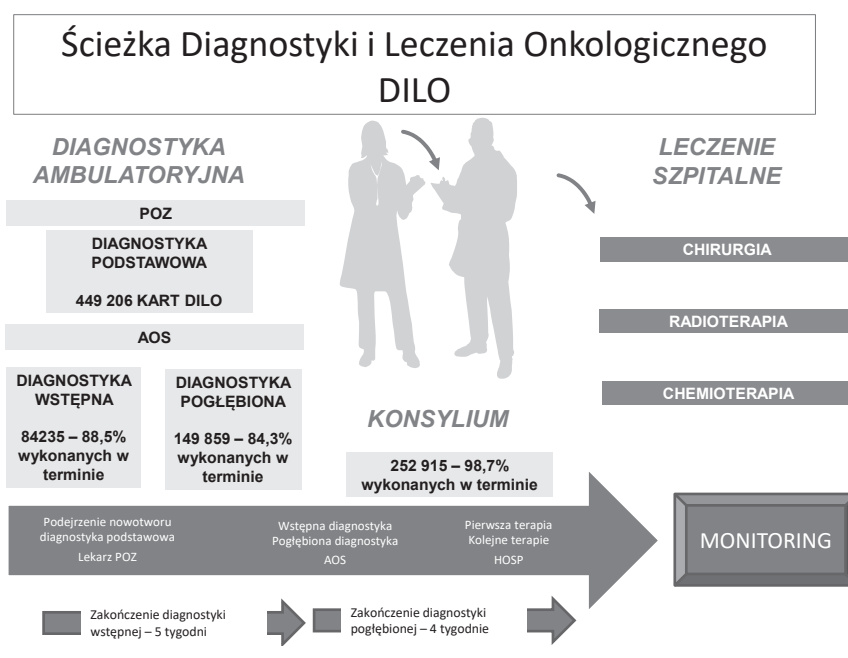 Ścieżka Diagnostyki i Leczenia Onkologicznego
DILO
DIAGNOSTYKA
AMBULATORYJNA
POZ
DIAGNOSTYKA
PODSTAWOWA
449 206 KART DILO
AOS
DIAGNOSTYKA
WSTĘPNA
84235 – 88,5%
wykonanych w
terminie
DIAGNOSTYKA
POGŁĘBIONA
149 859 – 84,3%
wykonanych w
terminie
KONSYLIUM
252 915 – 98,7%
wykonanych w terminie
LECZENIE
SZPITALNE
CHIRURGIA
RADIOTERAPIA
CHEMIOTERAPIA
Podejrzenie nowotworu
diagnostyka podstawowa
Lekarz POZ
Wstępna diagnostyka
Pogłębiona diagnostyka
AOS
Pierwsza terapia
Kolejne terapie
HOSP
MONITORING
Zakończenie diagnostyki
wstępnej – 5 tygodni
Zakończenie diagnostyki
pogłębionej – 4 tygodnie